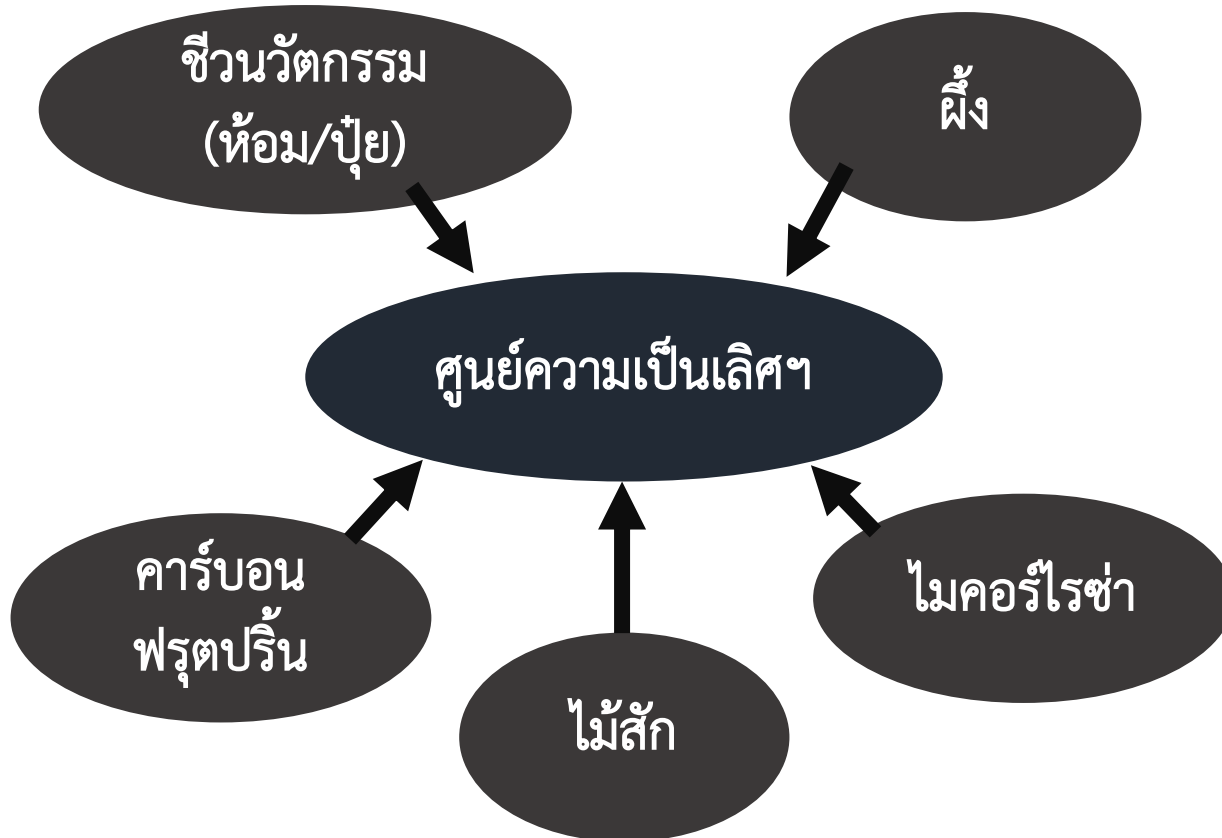 ชีวนวัตกรรม
(ห้อม/ปุ๋ย)
ผึ้ง
ศูนย์ความเป็นเลิศฯ
คาร์บอน
ฟรุตปริ้น
ไมคอร์ไรซ่า
ไม้สัก